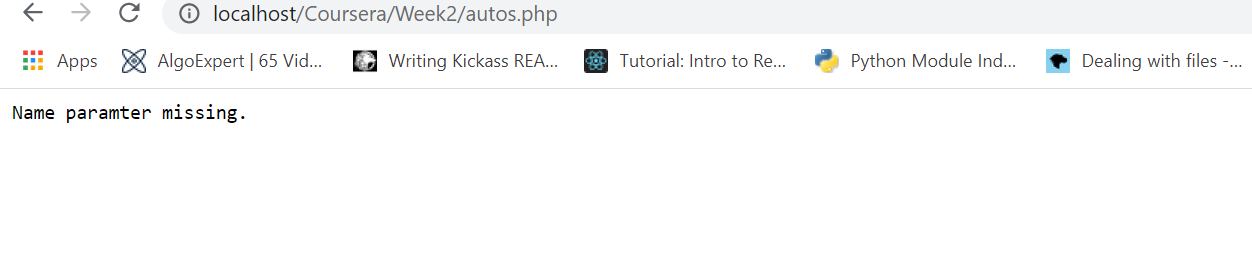 localhost/Coursera/Week2/autos.php
Apps AlgoExpert | 65 Vid... Writing Kickass REA... Tutorial: Intro to Re... Python Module Ind... Dealing with files -...
Name paramter missing.